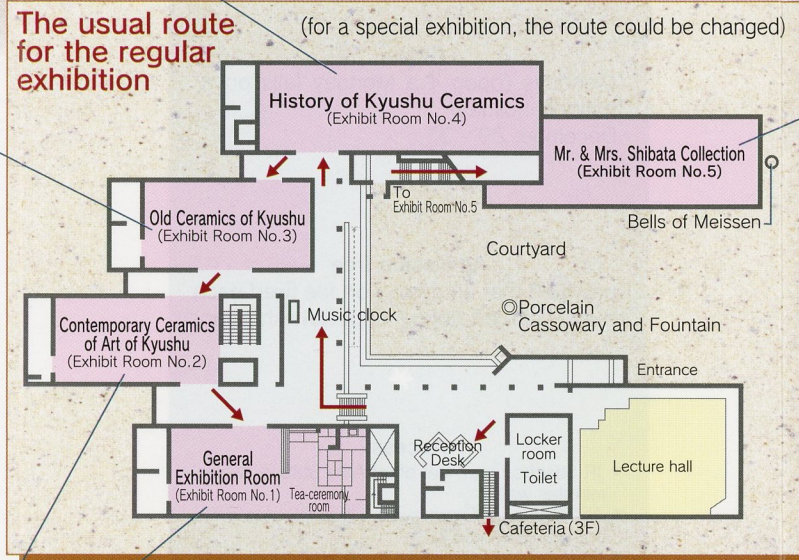 The usual route
for the regular
exhibition
(for a special exhibition, the route could be changed)
History of Kyushu Ceramics
(Exhibit Room No.4)
Mr. & Mrs. Shibata Collection
(Exhibit Room No.5)
To
Exhibit Room No.5
Bells of Meissen
Old Ceramics of Kyushu
(Exhibit Room No.3)
Courtyard
Music clock
Porcelain
Cassowary and Fountain
Contemporary Ceramics
of Art of Kyushu
(Exhibit Room No.2)
Entrance
General
Exhibition Room
(Exhibit Room No.1)
Tea-ceremony
room
Reception
Desk
Locker
room
Toilet
Lecture hall
Cafeteria (3F)